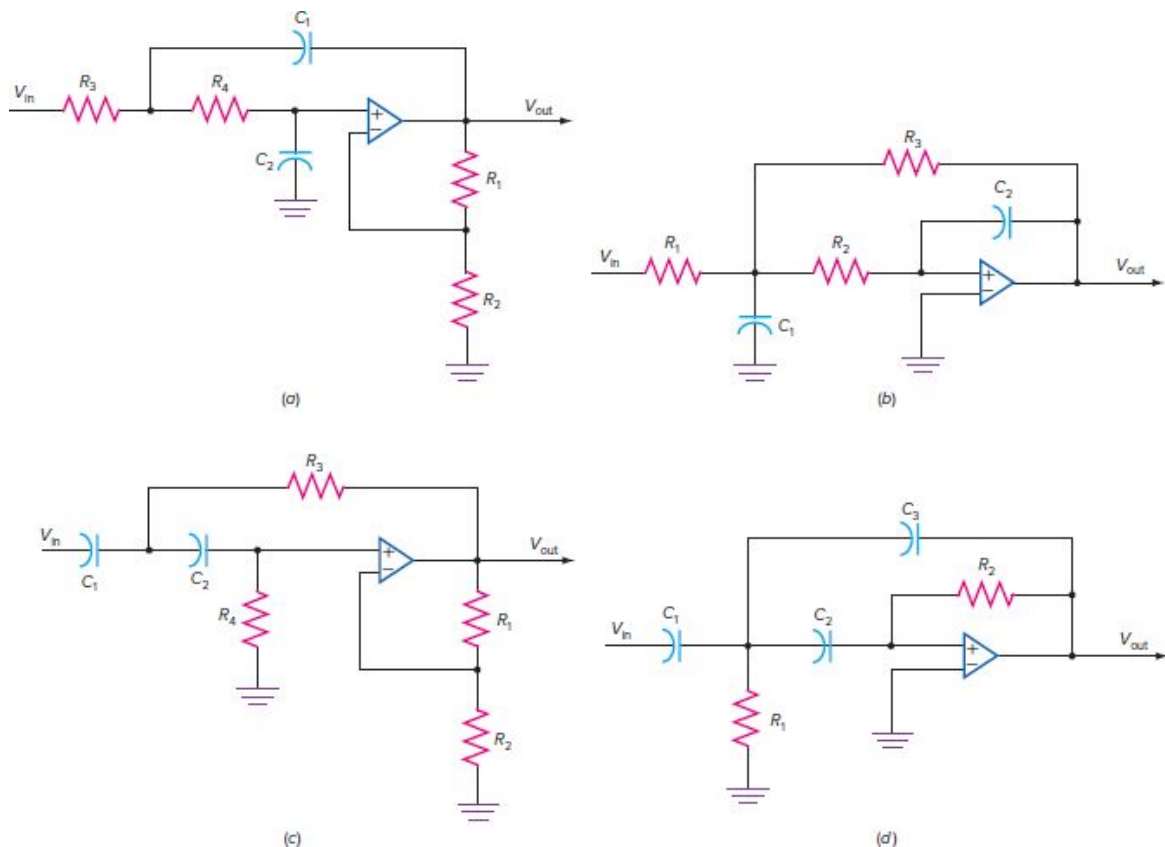 C1
R3
R4
Vin
Vout
+
−
C2
R1
R2
(a)
R3
C2
R1
R2
Vin
+
−
Vout
C1
(b)
R3
Vin
Vout
+
−
C1
C2
R4
R1
R2
(c)
C3
R2
C1
C2
Vin
+
−
Vout
R1
(d)